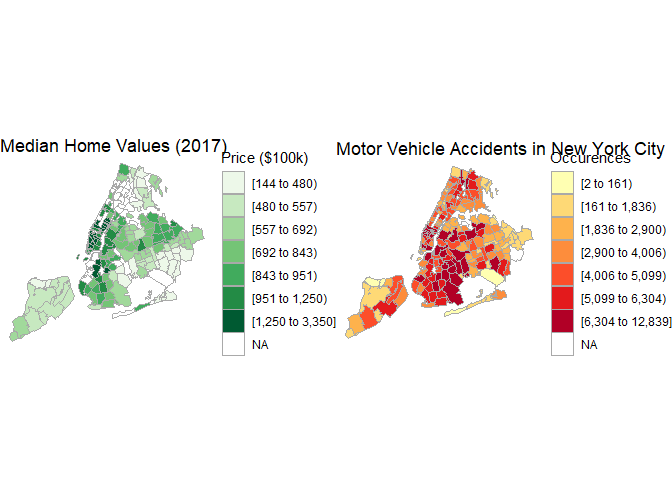 Median Home Values (2017)
Price ($100k)
[144 to 480)
[480 to 557)
[557 to 692)
[692 to 843)
[843 to 951)
[951 to 1,250)
[1,250 to 3,350]
NA
Motor Vehicle Accidents in New York City
Occurences
[2 to 161)
[161 to 1,836)
[1,836 to 2,900)
[2,900 to 4,006)
[4,006 to 5,099)
[5,099 to 6,304)
[6,304 to 12,839]
NA